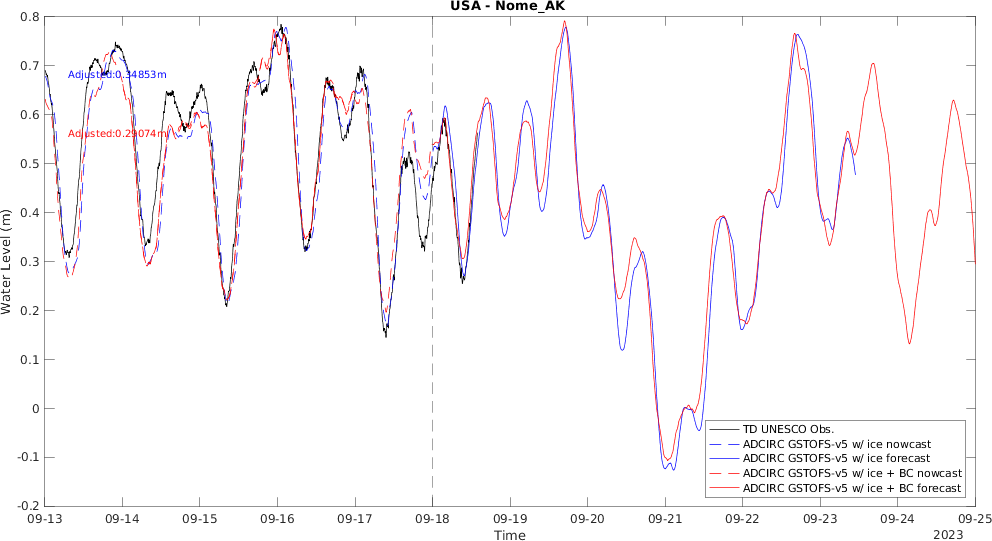 USA - Nome_AK
0.8
0.7
0.6
0.5
0.4
0.3
0.2
0.1
0
-0.1
-0.2
Water Level (m)
Adjusted:0.34853m
Adjusted:0.29074m
TD UNESCO Obs.
ADCIRC GSTOFS-v5 w/ ice nowcast
ADCIRC GSTOFS-v5 w/ ice forecast
ADCIRC GSTOFS-v5 w/ ice + BC nowcast
ADCIRC GSTOFS-v5 w/ ice + BC forecast
09-13 09-14 09-15 09-16 09-17 09-18 09-19 09-20 09-21 09-22 09-23 09-24 09-25
Time
2023